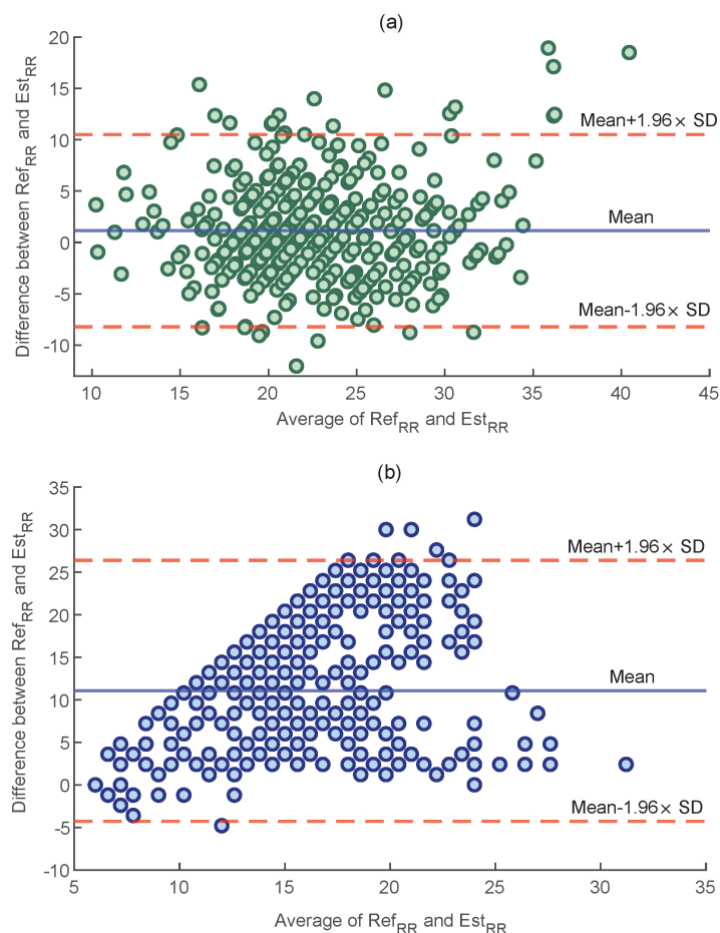 (a)
20
15
10
5
0
-5
-10
10
15
20
25
30
35
40
45
Difference between Ref_RR and Est_RR
Mean+1.96× SD
Mean
Mean-1.96× SD
Average of Ref_RR and Est_RR
(b)
35
30
25
20
15
10
5
0
-5
-10
5
10
15
20
25
30
35
Difference between Ref_RR and Est_RR
Mean+1.96× SD
Mean
Mean-1.96× SD
Average of Ref_RR and Est_RR